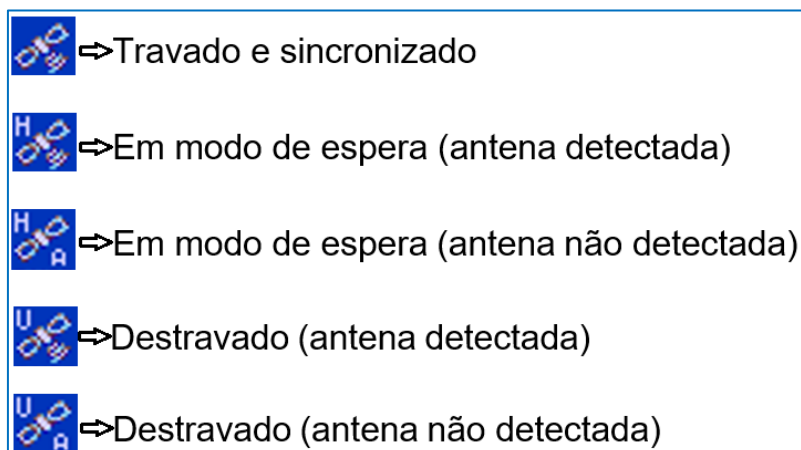 Travado e sincronizado
H Em modo de espera (antena detectada)
H A Em modo de espera (antena não detectada)
U Destravado (antena detectada)
U A Destravado (antena não detectada)